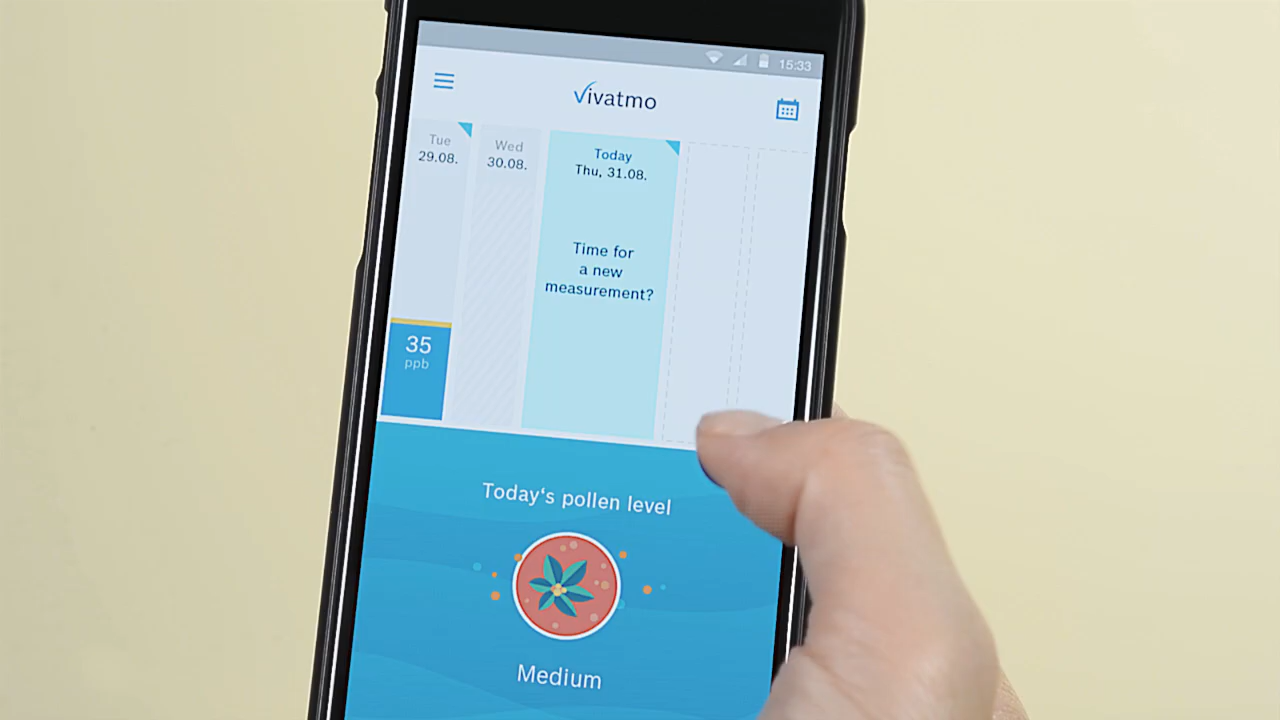 15:33
Vivatmo
Tue
29.08.
Wed
30.08.
Today
Thu, 31.08.
Time for
a new
measurement?
35
ppb
Today‘s pollen level
Medium